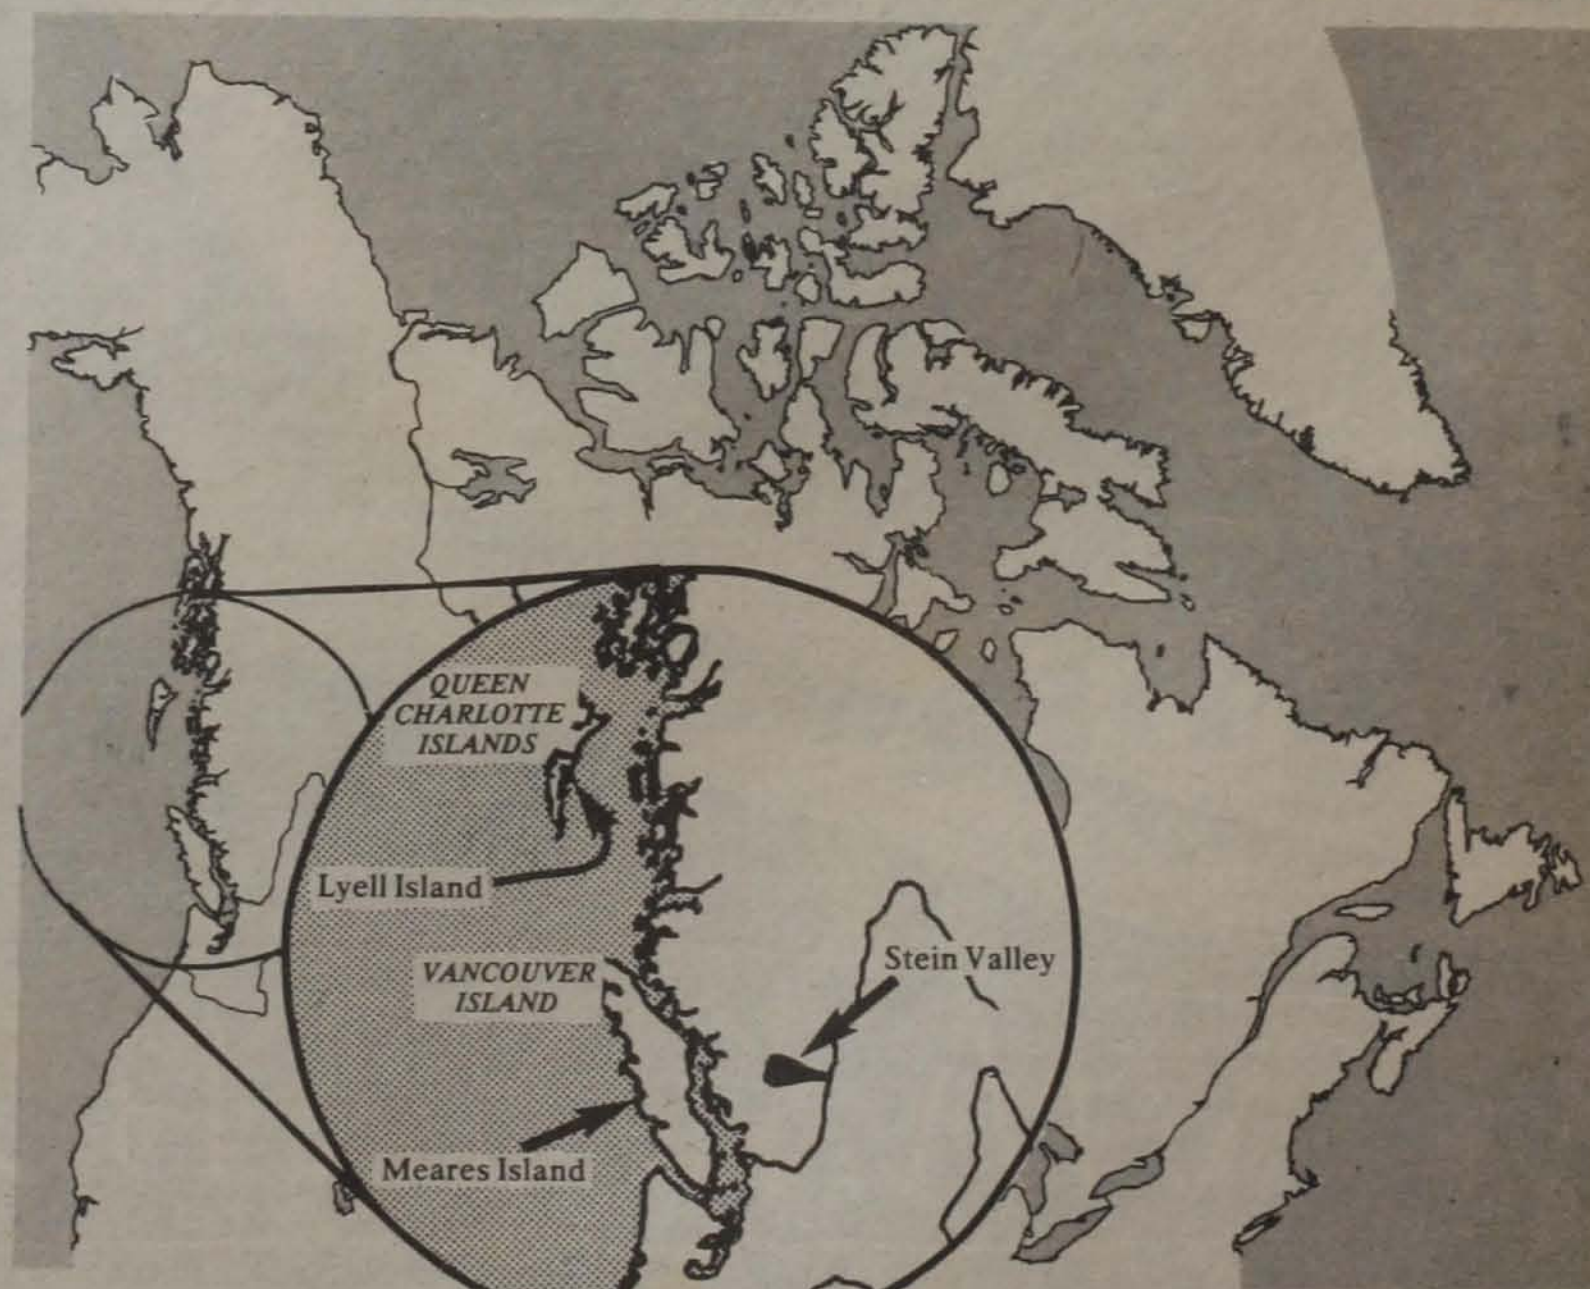 QUEEN
CHARLOTTE
ISLANDS
Lyell Island
VANCOUVER
ISLAND
Stein Valley
Meares Island